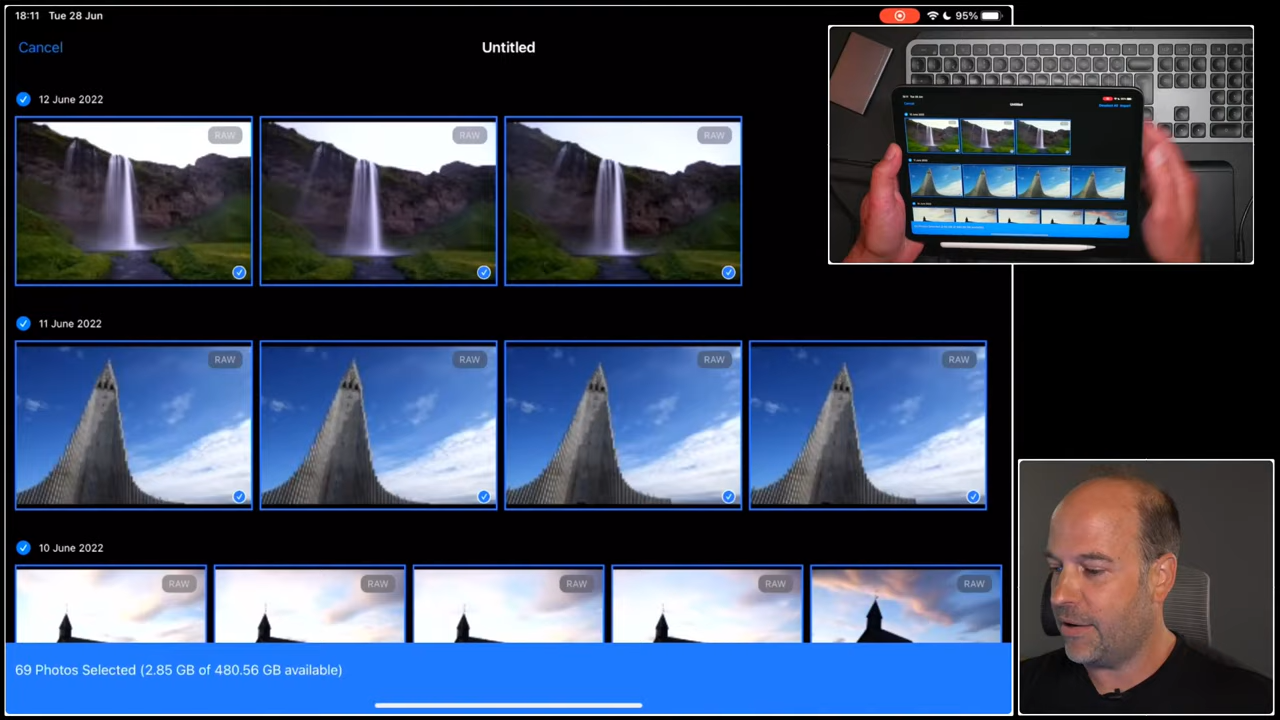 18:11 Tue 28 Jun
95%
Cancel
Untitled
12 June 2022
RAW RAW RAW
11 June 2022
RAW RAW RAW RAW
10 June 2022
RAW RAW RAW RAW RAW
69 Photos Selected (2.85 GB of 480.56 GB available)